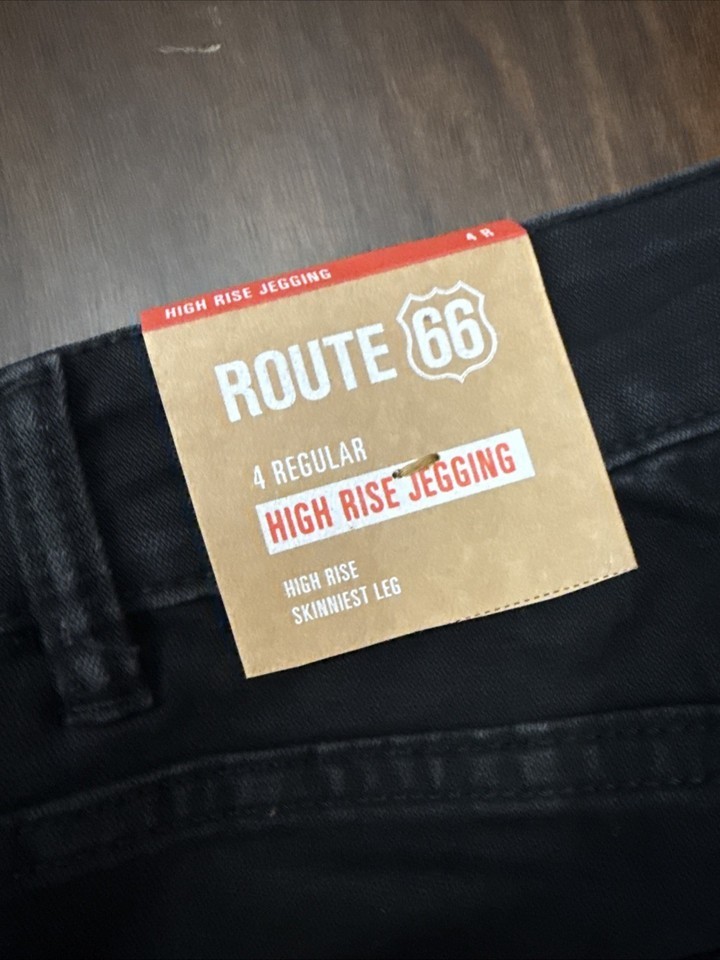 HIGH RISE JEGGING 4 R
ROUTE 66
4 REGULAR
HIGH RISE JEGGING
HIGH RISE
SKINNIEST LEG